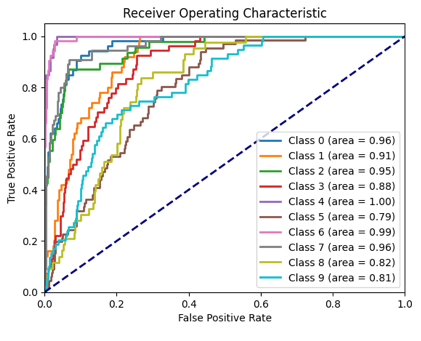 Receiver Operating Characteristic
True Positive Rate
1.0
0.8
0.6
0.4
0.2
0.0
Class 0 (area = 0.96)
Class 1 (area = 0.91)
Class 2 (area = 0.95)
Class 3 (area = 0.88)
Class 4 (area = 1.00)
Class 5 (area = 0.79)
Class 6 (area = 0.99)
Class 7 (area = 0.96)
Class 8 (area = 0.82)
Class 9 (area = 0.81)
0.0 0.2 0.4 0.6 0.8 1.0
False Positive Rate